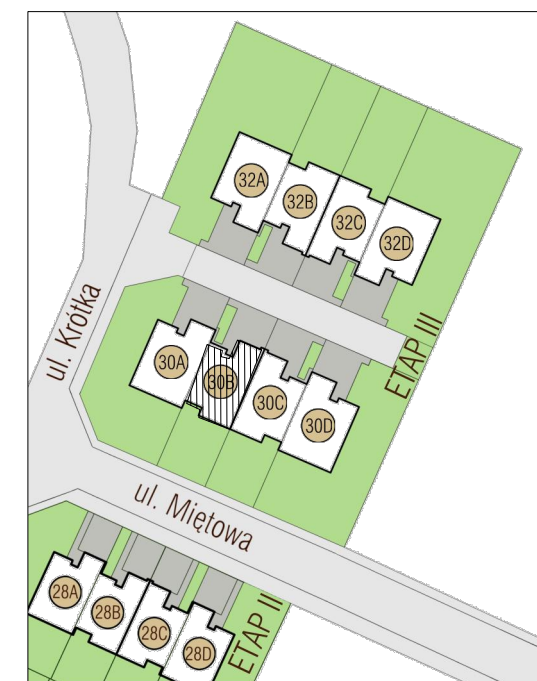 32A
32B
32C
32D
ul. Krótka
ETAP III
30A
30B
30C
30D
ul. Miętowa
28A
28B
28C
28D
ETAP II